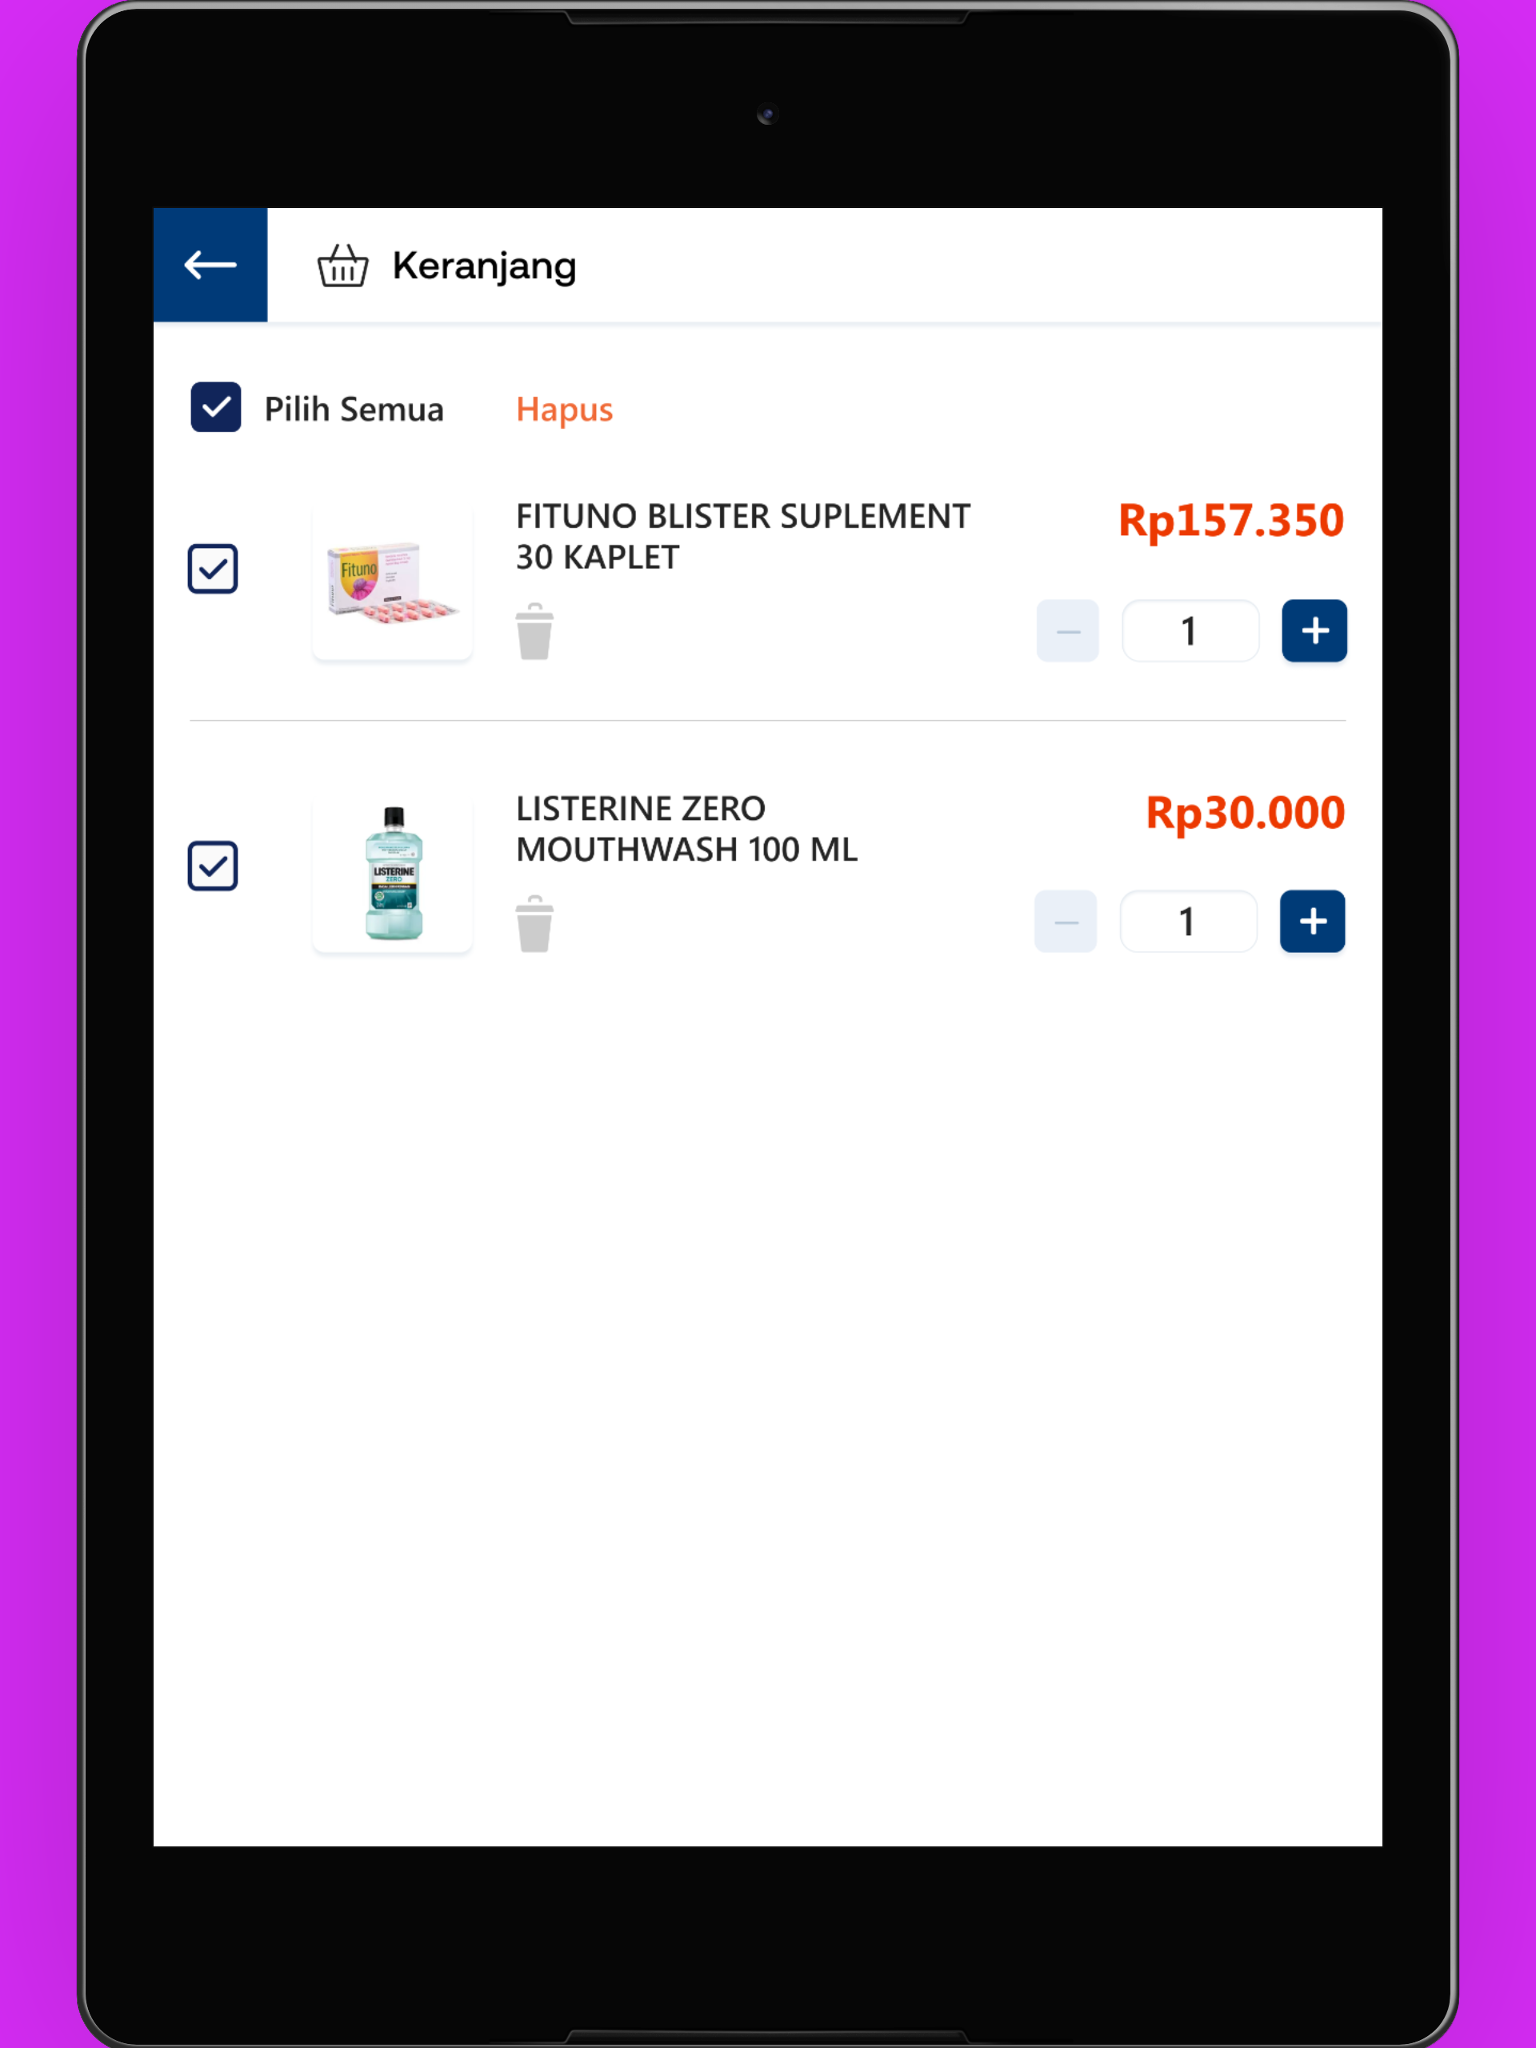 Keranjang
Pilih Semua Hapus
FITUNO BLISTER SUPLEMENT
30 KAPLET
Rp157.350
Fituno
1
LISTERINE ZERO
MOUTHWASH 100 ML
Rp30.000
LISTERINE
ZERO
1